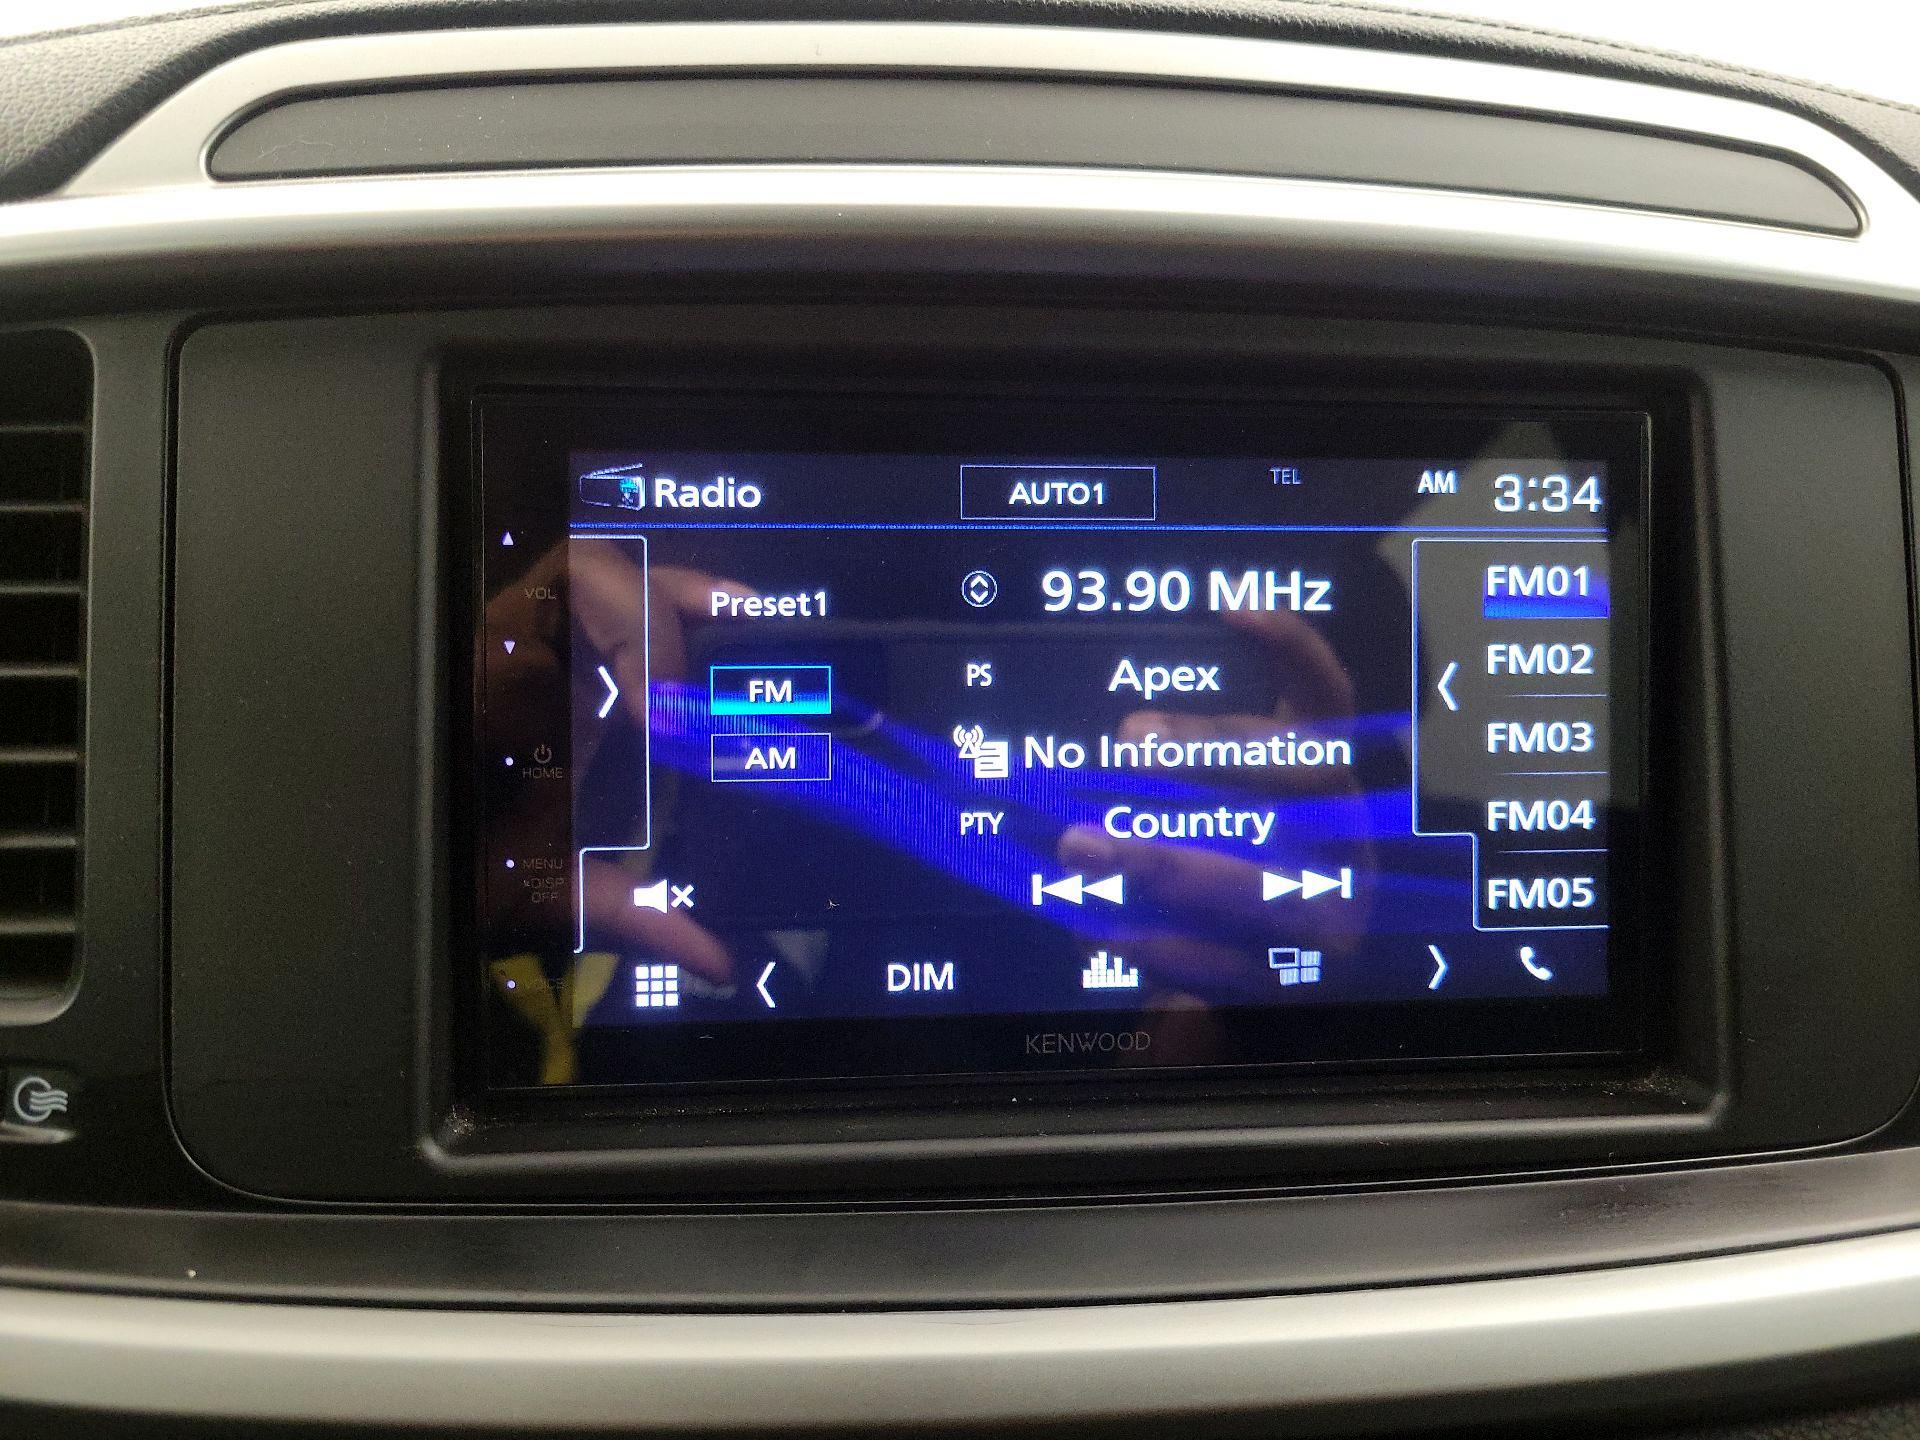 Radio
AUTO1
TEL
AM 3:34
VOL
Preset1
93.90 MHz
FM01
FM
PS Apex
FM02
AM
No Information
FM03
HOME
PTY Country
FM04
MENU
DISP
OFF
FM05
VOICE
DIM
KENWOOD